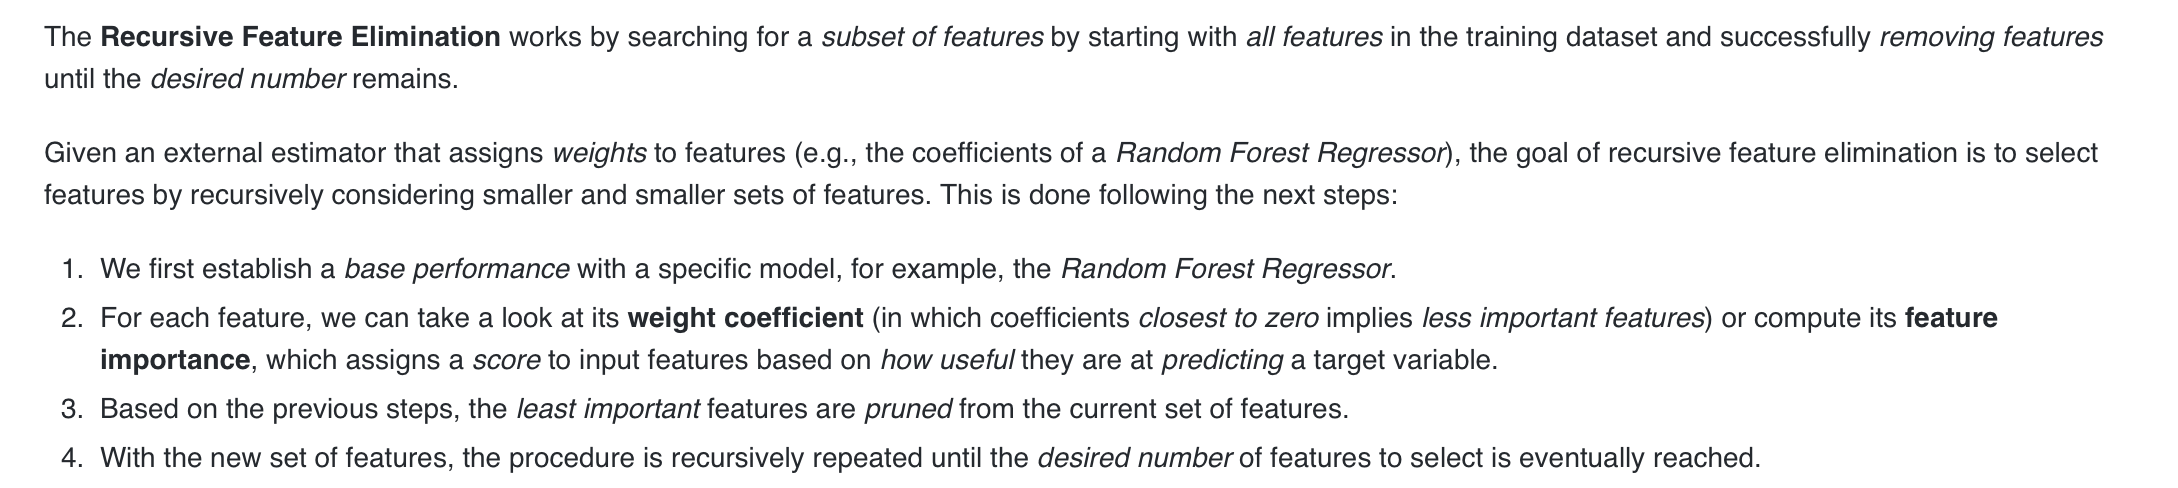 The Recursive Feature Elimination works by searching for a subset of features by starting with all features in the training dataset and successfully removing features
until the desired number remains.
Given an external estimator that assigns weights to features (e.g., the coefficients of a Random Forest Regressor), the goal of recursive feature elimination is to select
features by recursively considering smaller and smaller sets of features. This is done following the next steps:
1. We first establish a base performance with a specific model, for example, the Random Forest Regressor.
2. For each feature, we can take a look at its weight coefficient (in which coefficients closest to zero implies less important features) or compute its feature
importance, which assigns a score to input features based on how useful they are at predicting a target variable.
3. Based on the previous steps, the least important features are pruned from the current set of features.
4. With the new set of features, the procedure is recursively repeated until the desired number of features to select is eventually reached.